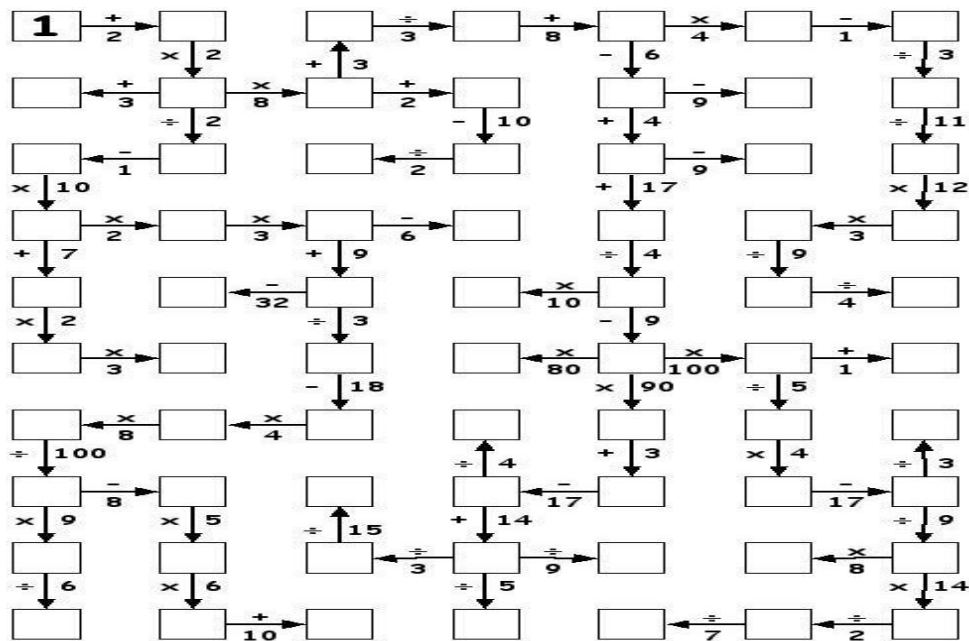 1 + 2 ÷ 3 + 8 × 4 - 1
× 2 + 3 - 6 ÷ 3
+ 3 × 8 + 2 - 9
÷ 2 - 10 + 4 ÷ 11
- 1 ÷ 2 - 9
× 10 + 17 × 12
× 2 × 3 - 6 × 3
+ 7 + 9 ÷ 4 ÷ 9
- 32 × 10 ÷ 4
× 2 ÷ 3 - 9
× 3 × 80 × 100 + 1
- 18 × 90 ÷ 5
× 8 × 4
÷ 100 ÷ 4 + 3 × 4 ÷ 3
- 8 - 17 - 17
× 9 × 5 ÷ 15 + 14 ÷ 9
÷ 3 ÷ 9 × 8
÷ 6 × 6 ÷ 5 × 14
+ 10 ÷ 7 ÷ 2